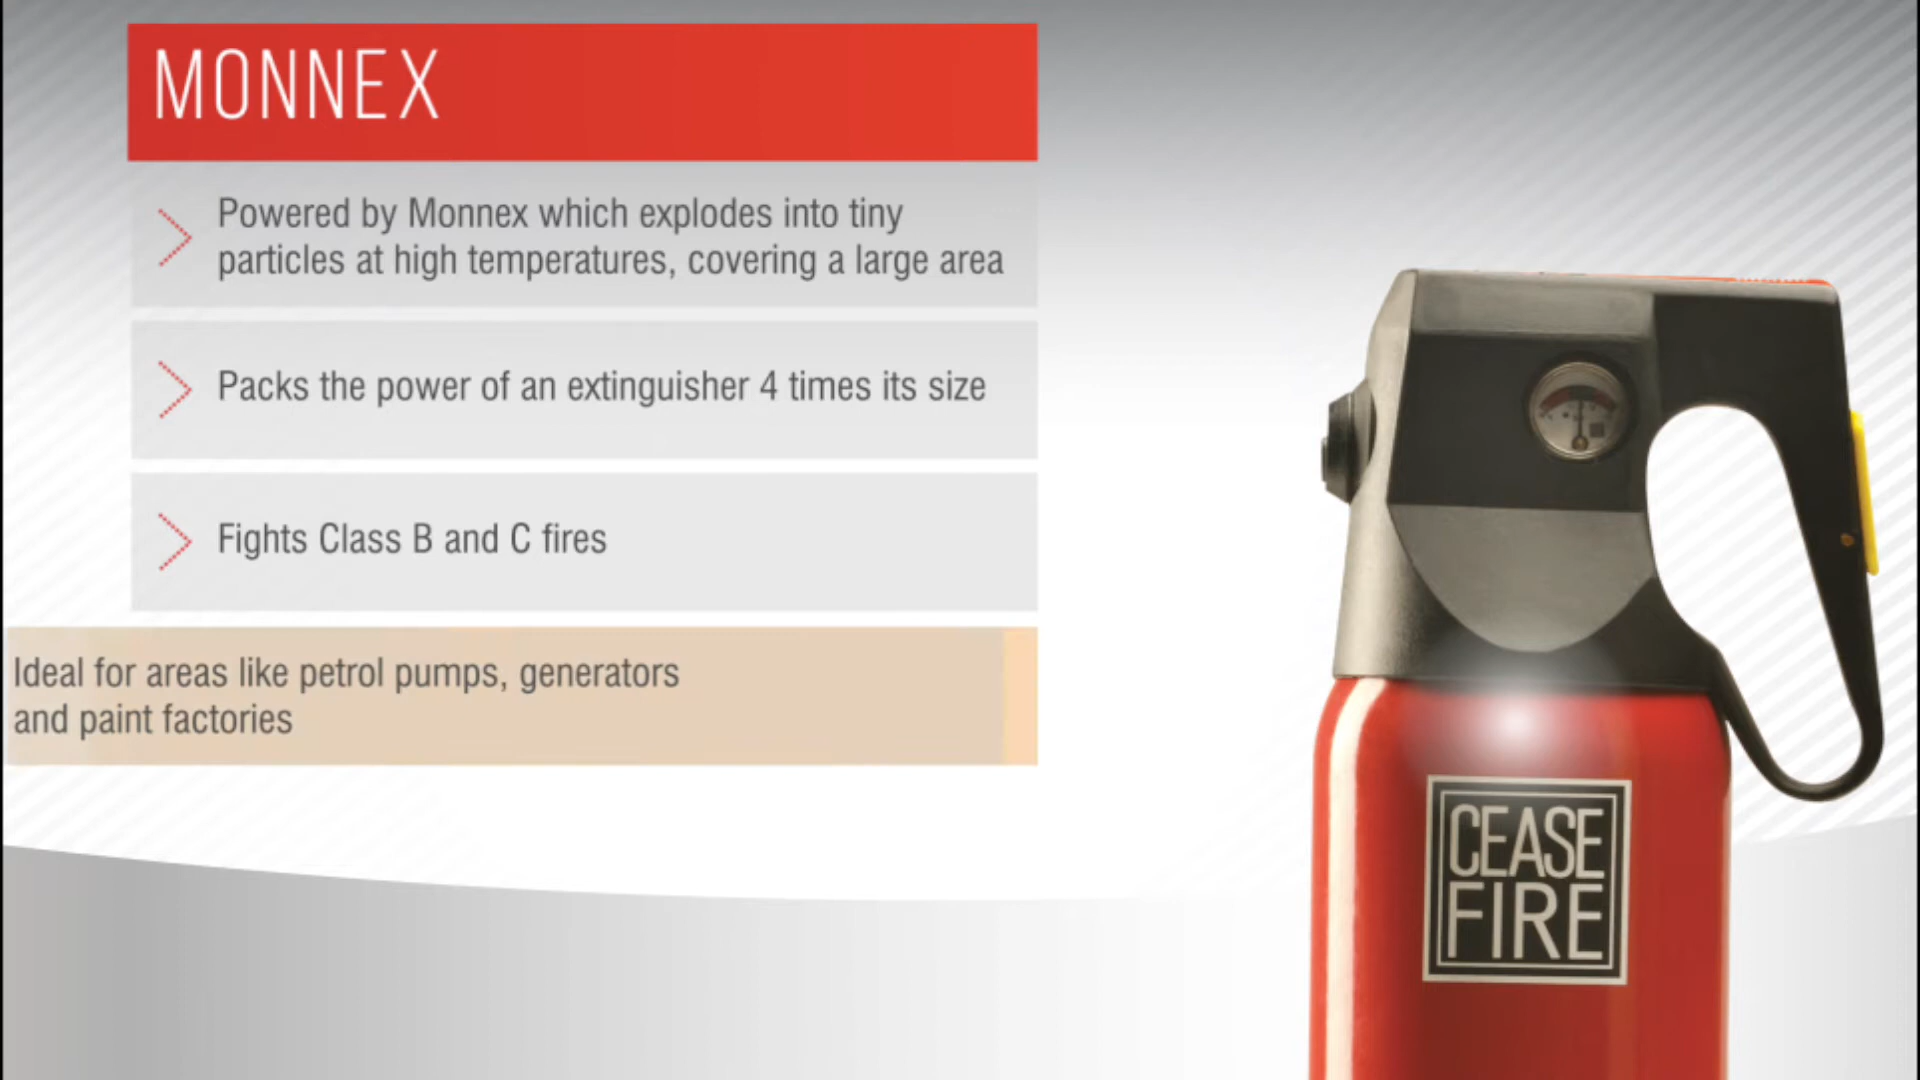 MONNEX
Powered by Monnex which explodes into tiny
particles at high temperatures, covering a large area
Packs the power of an extinguisher 4 times its size
Fights Class B and C fires
Ideal for areas like petrol pumps, generators
and paint factories
CEASE
FIRE